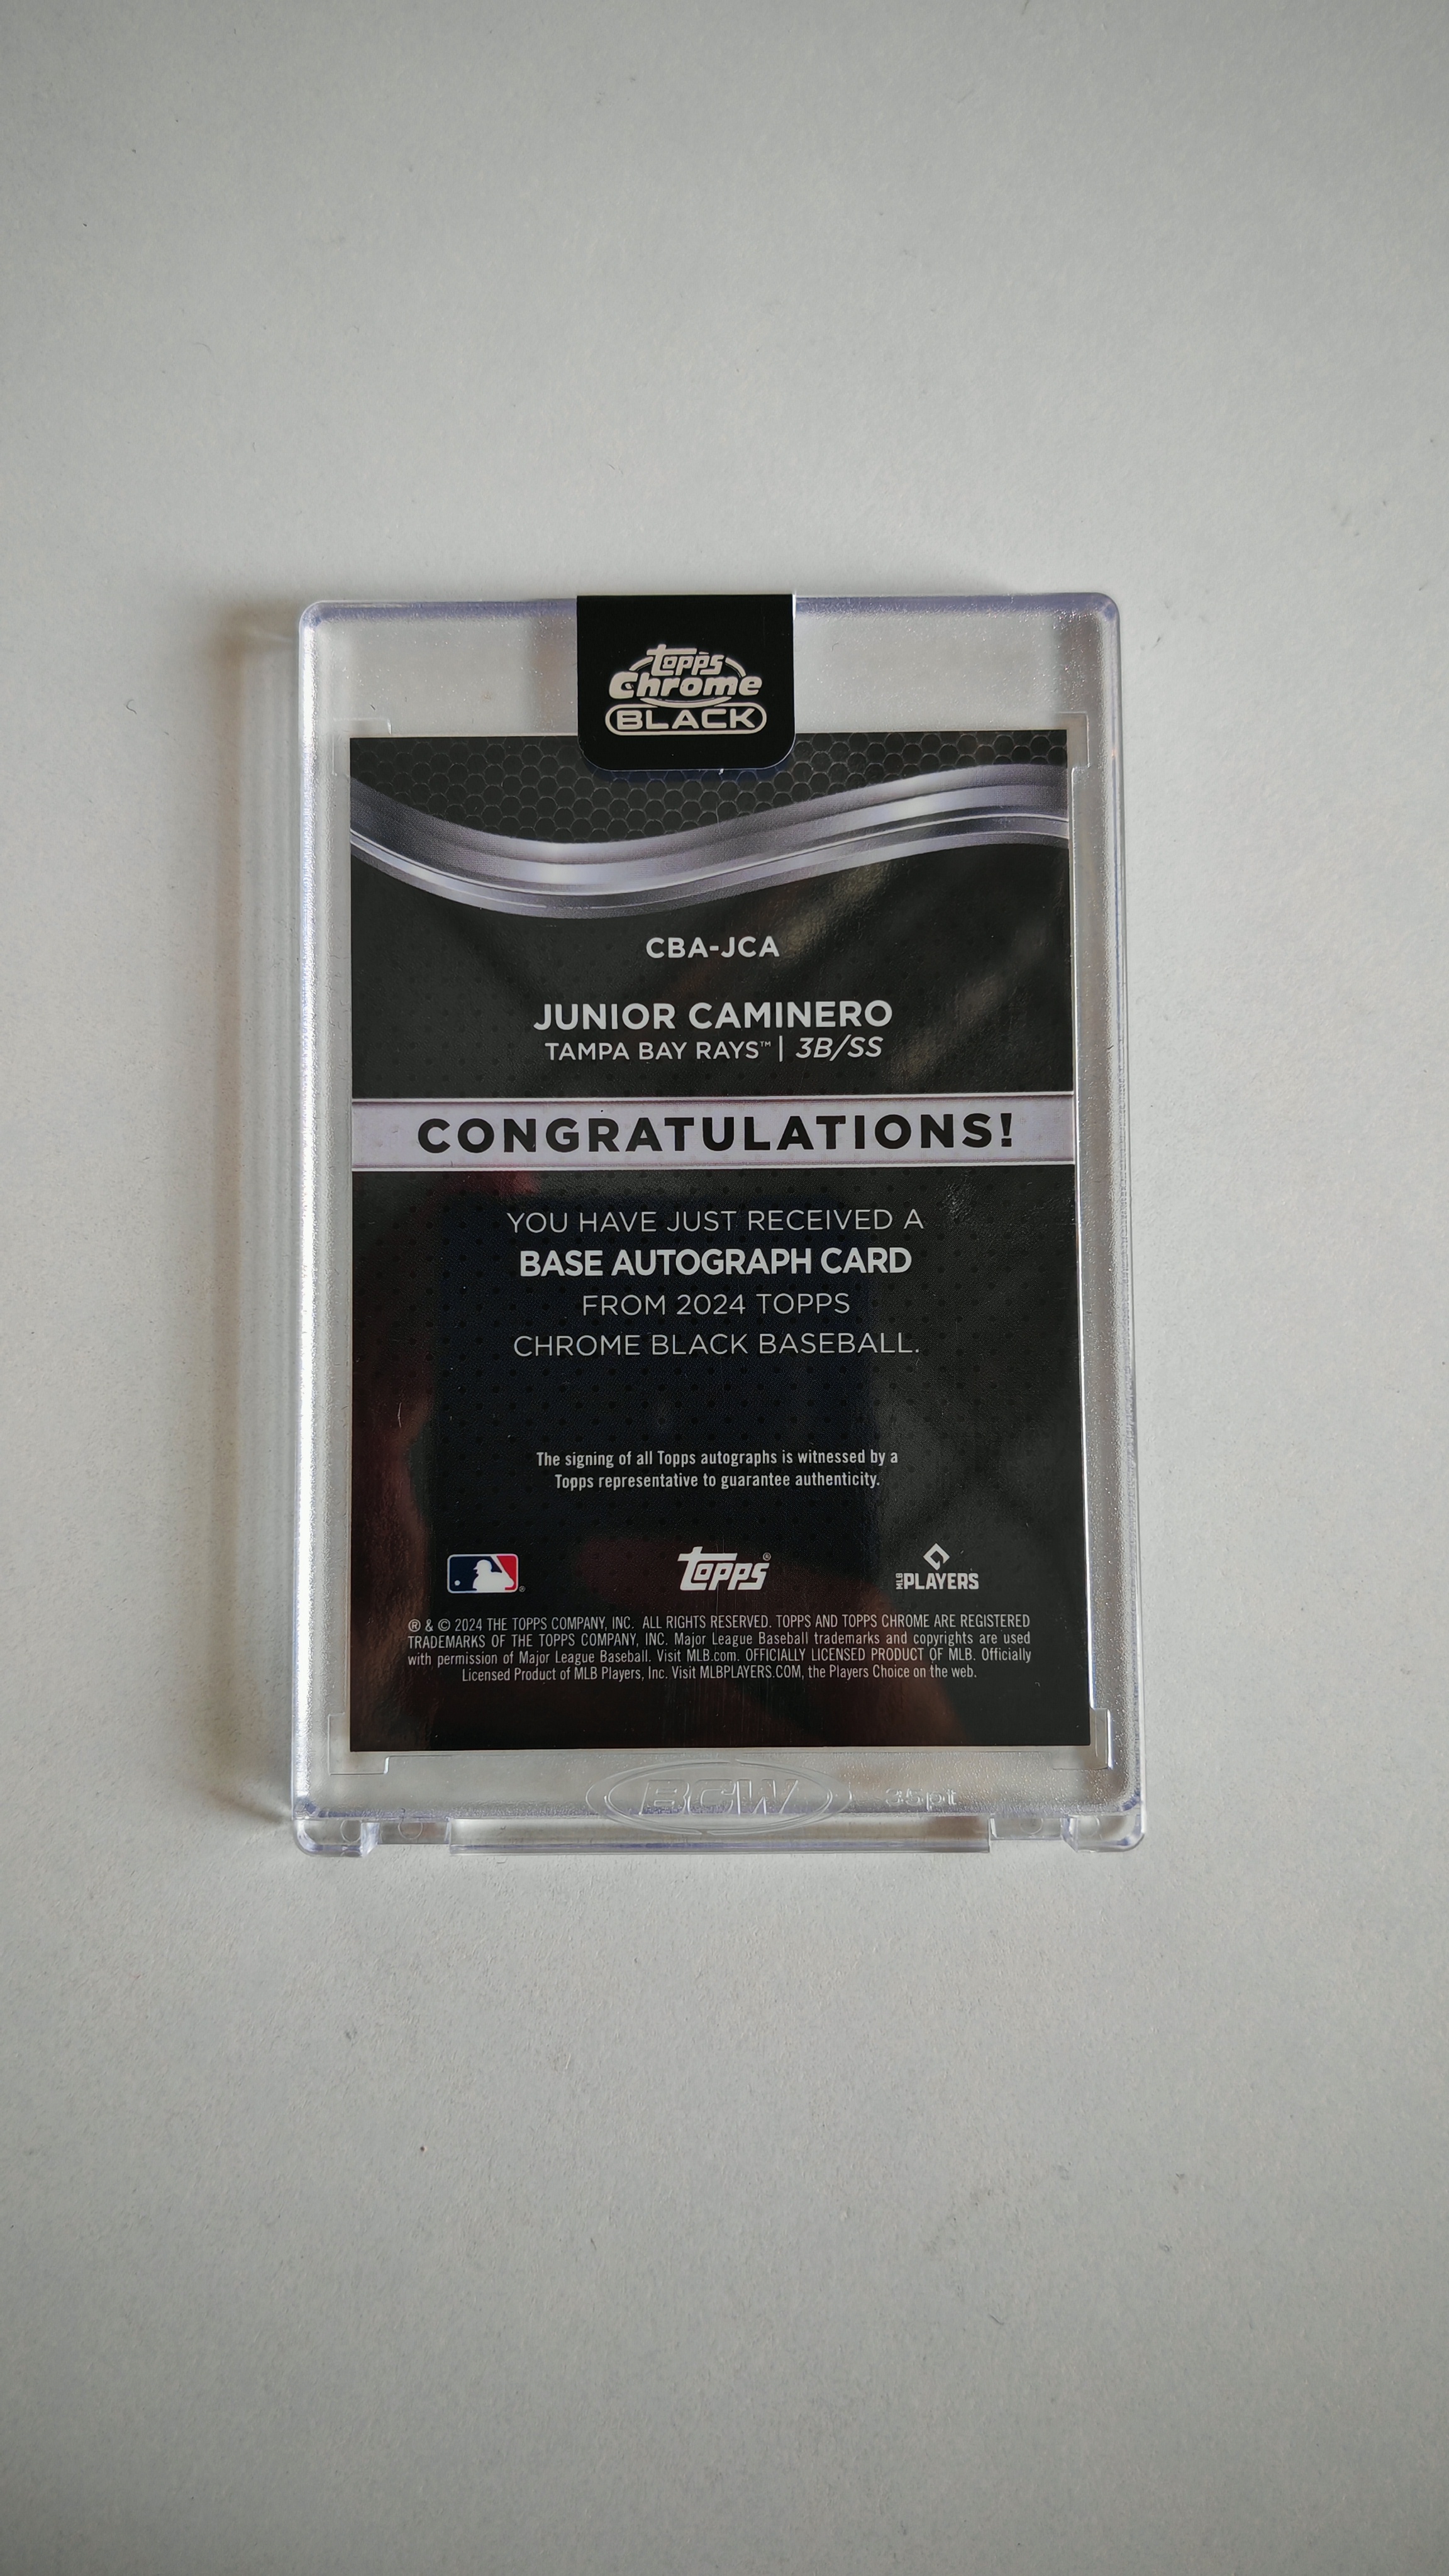 Topps
Chrome
BLACK
CBA-JCA
JUNIOR CAMINERO
TAMPA BAY RAYS™ | 3B/SS
CONGRATULATIONS!
YOU HAVE JUST RECEIVED A
BASE AUTOGRAPH CARD
FROM 2024 TOPPS
CHROME BLACK BASEBALL.
The signing of all Topps autographs is witnessed by a
Topps representative to guarantee authenticity.
Topps®
MLB PLAYERS
® & © 2024 THE TOPPS COMPANY, INC. ALL RIGHTS RESERVED. TOPPS AND TOPPS CHROME ARE REGISTERED
TRADEMARKS OF THE TOPPS COMPANY, INC. Major League Baseball trademarks and copyrights are used
with permission of Major League Baseball. Visit MLB.com. OFFICIALLY LICENSED PRODUCT OF MLB. Officially
Licensed Product of MLB Players, Inc. Visit MLBPLAYERS.COM, the Players Choice on the web.
BCW 35pt